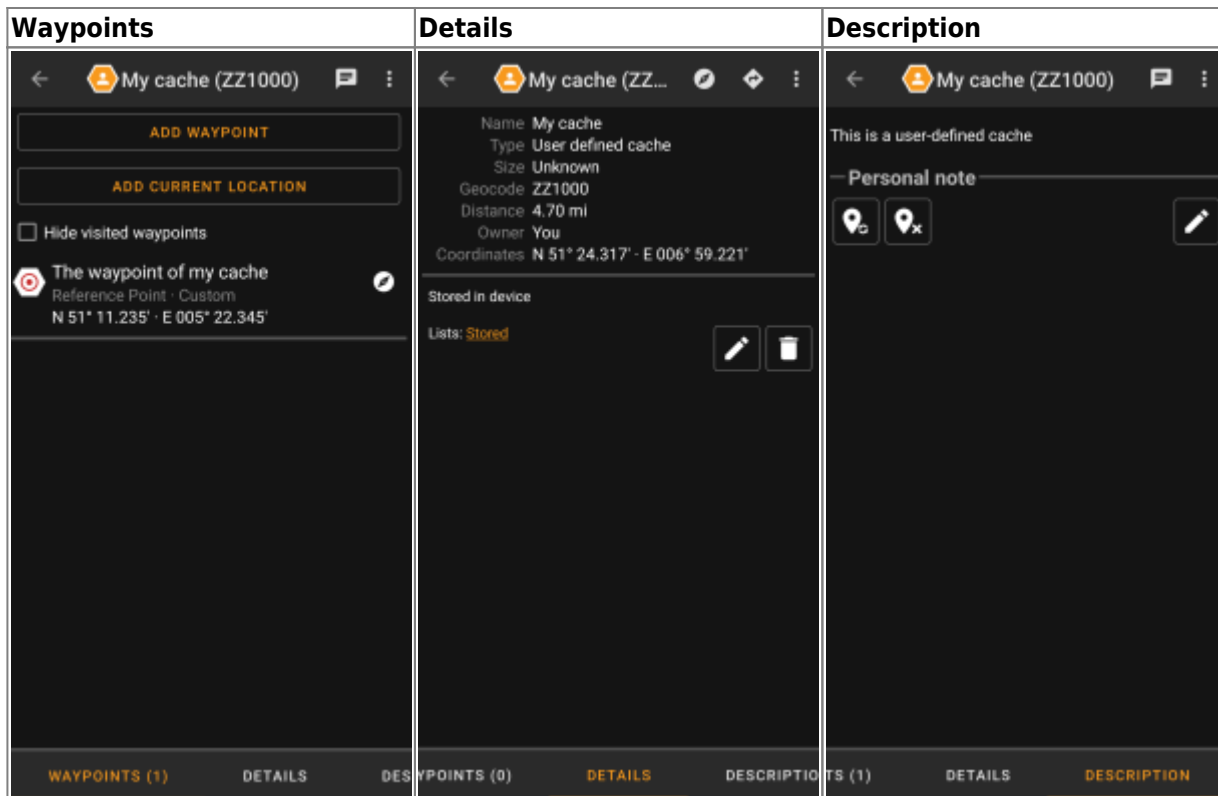 Waypoints
My cache (ZZ1000)
ADD WAYPOINT
ADD CURRENT LOCATION
Hide visited waypoints
The waypoint of my cache
Reference Point · Custom
N 51° 11.235' · E 005° 22.345'
WAYPOINTS (1) DETAILS DES
Details
My cache (ZZ...
Name My cache
Type User defined cache
Size Unknown
Geocode ZZ1000
Distance 4.70 mi
Owner You
Coordinates N 51° 24.317' · E 006° 59.221'
Stored in device
Lists: Stored
YPOINTS (0) DETAILS DESCRIPTIO
Description
My cache (ZZ1000)
This is a user-defined cache
Personal note
TS (1) DETAILS DESCRIPTION